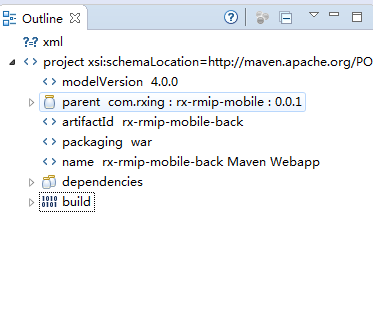 Outline
?=? xml
project xsi:schemaLocation=http://maven.apache.org/PO
modelVersion 4.0.0
parent com.rxing : rx-rmip-mobile : 0.0.1
artifactId rx-rmip-mobile-back
packaging war
name rx-rmip-mobile-back Maven Webapp
dependencies
build